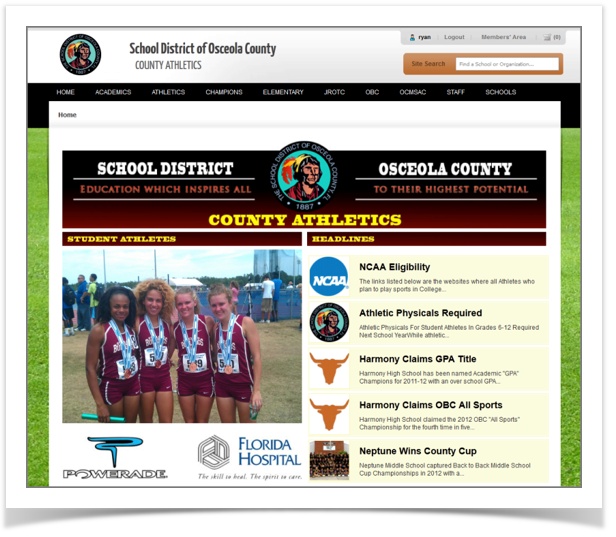 School District of Osceola County
COUNTY ATHLETICS
ryan Logout Members' Area (0)
Site Search Find a School or Organization...
HOME ACADEMICS ATHLETICS CHAMPIONS ELEMENTARY JROTC OBC OCMSAC STAFF SCHOOLS
Home
SCHOOL DISTRICT OSCEOLA COUNTY
EDUCATION WHICH INSPIRES ALL TO THEIR HIGHEST POTENTIAL
THE SCHOOL DISTRICT OF OSCEOLA COUNTY, FL
1887
COUNTY ATHLETICS
STUDENT ATHLETES
HEADLINES
NCAA
NCAA Eligibility
The links listed below are the websites where all Athletes who
plan to play sports in College...
Athletic Physicals Required
Athletic Physicals For Student Athletes In Grades 6-12 Required
Next School YearWhile athletic...
Harmony Claims GPA Title
Harmony High School has been named Academic "GPA"
Champions for 2011-12 with an over school GPA...
Harmony Claims OBC All Sports
Harmony High School claimed the 2012 OBC "All Sports"
Championship for the fourth time in five...
Neptune Wins County Cup
Neptune Middle School captured Back to Back Middle School
Cup Championships in 2012 with a...
POWERADE
FLORIDA
HOSPITAL
The skill to heal. The spirit to care.